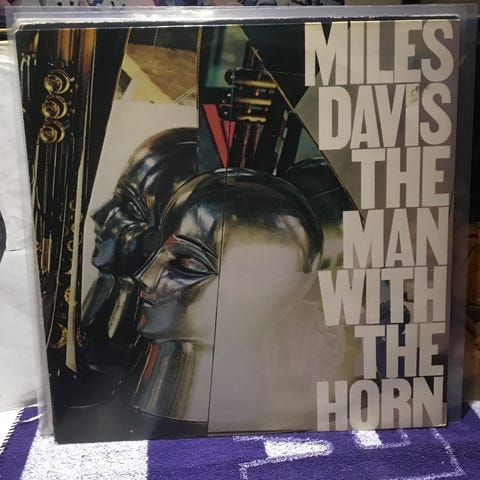 MILES
DAVIS
THE
MAN
WITH
THE
HORN